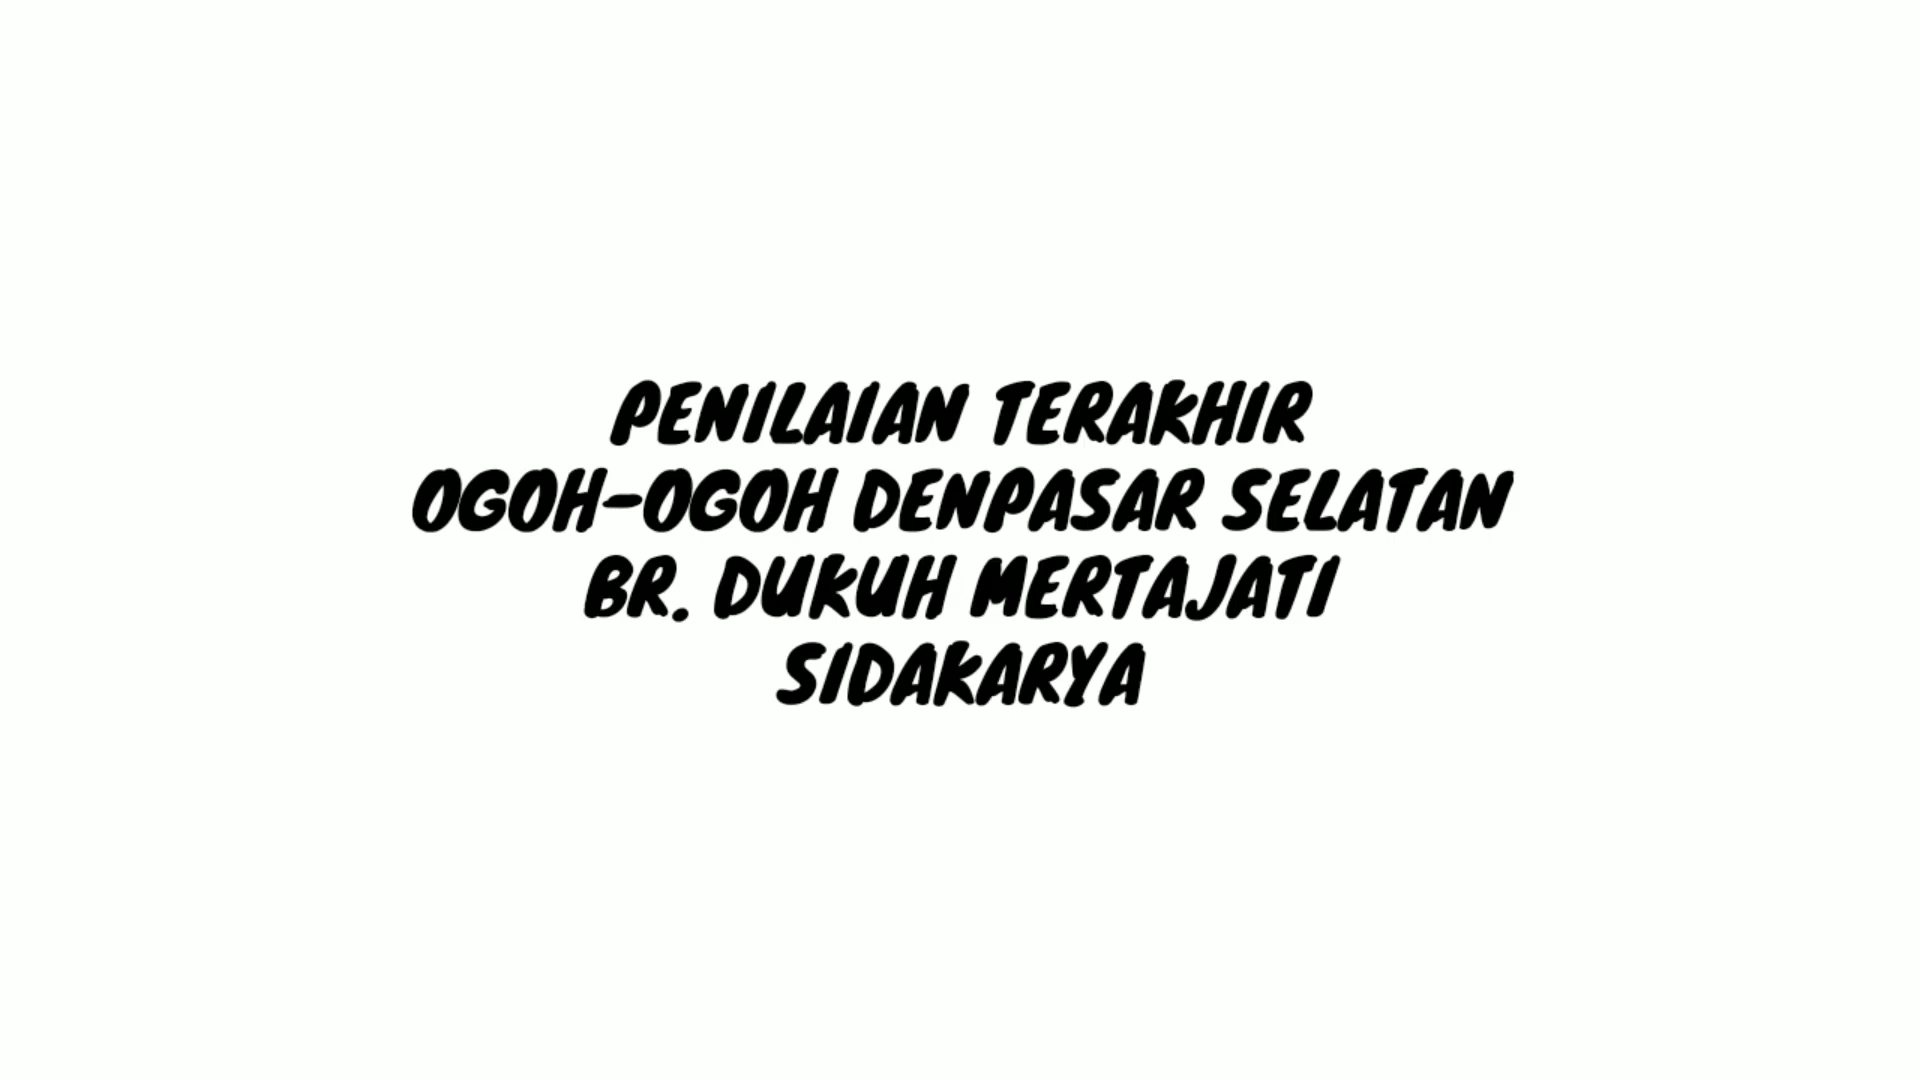 PENILAIAN TERAKHIR
OGOH-OGOH DENPASAR SELATAN
BR. DUKUH MERTAJATI
SIDAKARYA